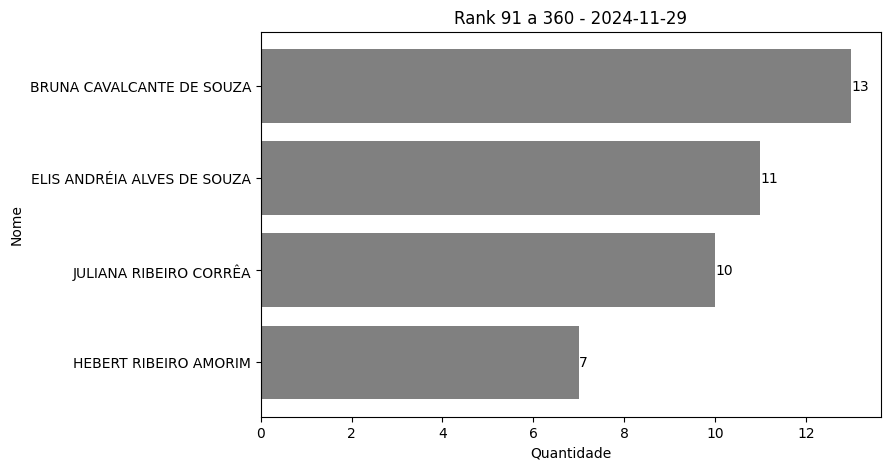 Rank 91 a 360 - 2024-11-29
Nome
BRUNA CAVALCANTE DE SOUZA
13
ELIS ANDRÉIA ALVES DE SOUZA
11
JULIANA RIBEIRO CORRÊA
10
HEBERT RIBEIRO AMORIM
7
0 2 4 6 8 10 12
Quantidade